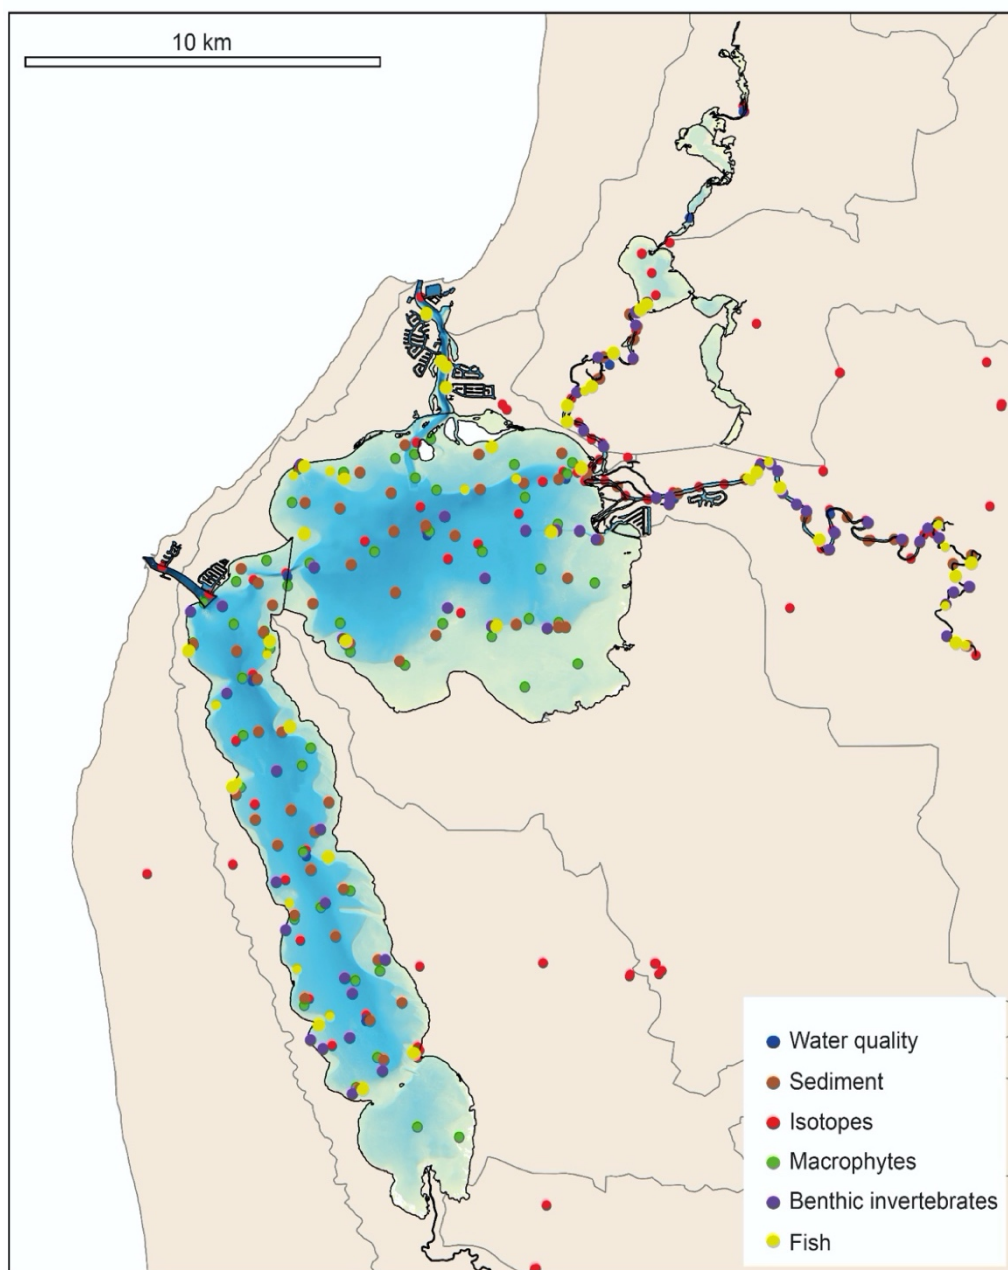 10 km
Water quality
Sediment
Isotopes
Macrophytes
Benthic invertebrates
Fish